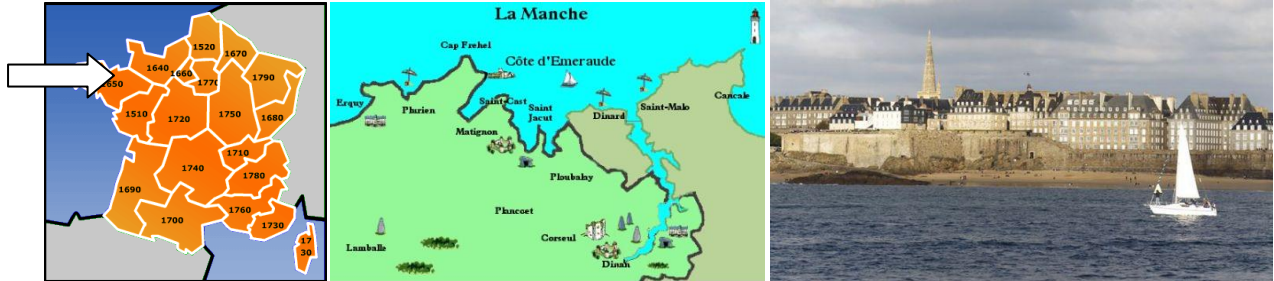 1520
1670
1640
1660
1770
1790
1650
1510
1720
1750
1680
1710
1740
1780
1690
1700
1760
1730
17
30
La Manche
Cap Frehel
Côte d'Emeraude
Erquy
Plurien
Saint-Cast
Saint
Jacut
Dinard
Saint-Malo
Cancale
Matignon
Ploubalay
Plancoet
Lamballe
Corseul
Dinan